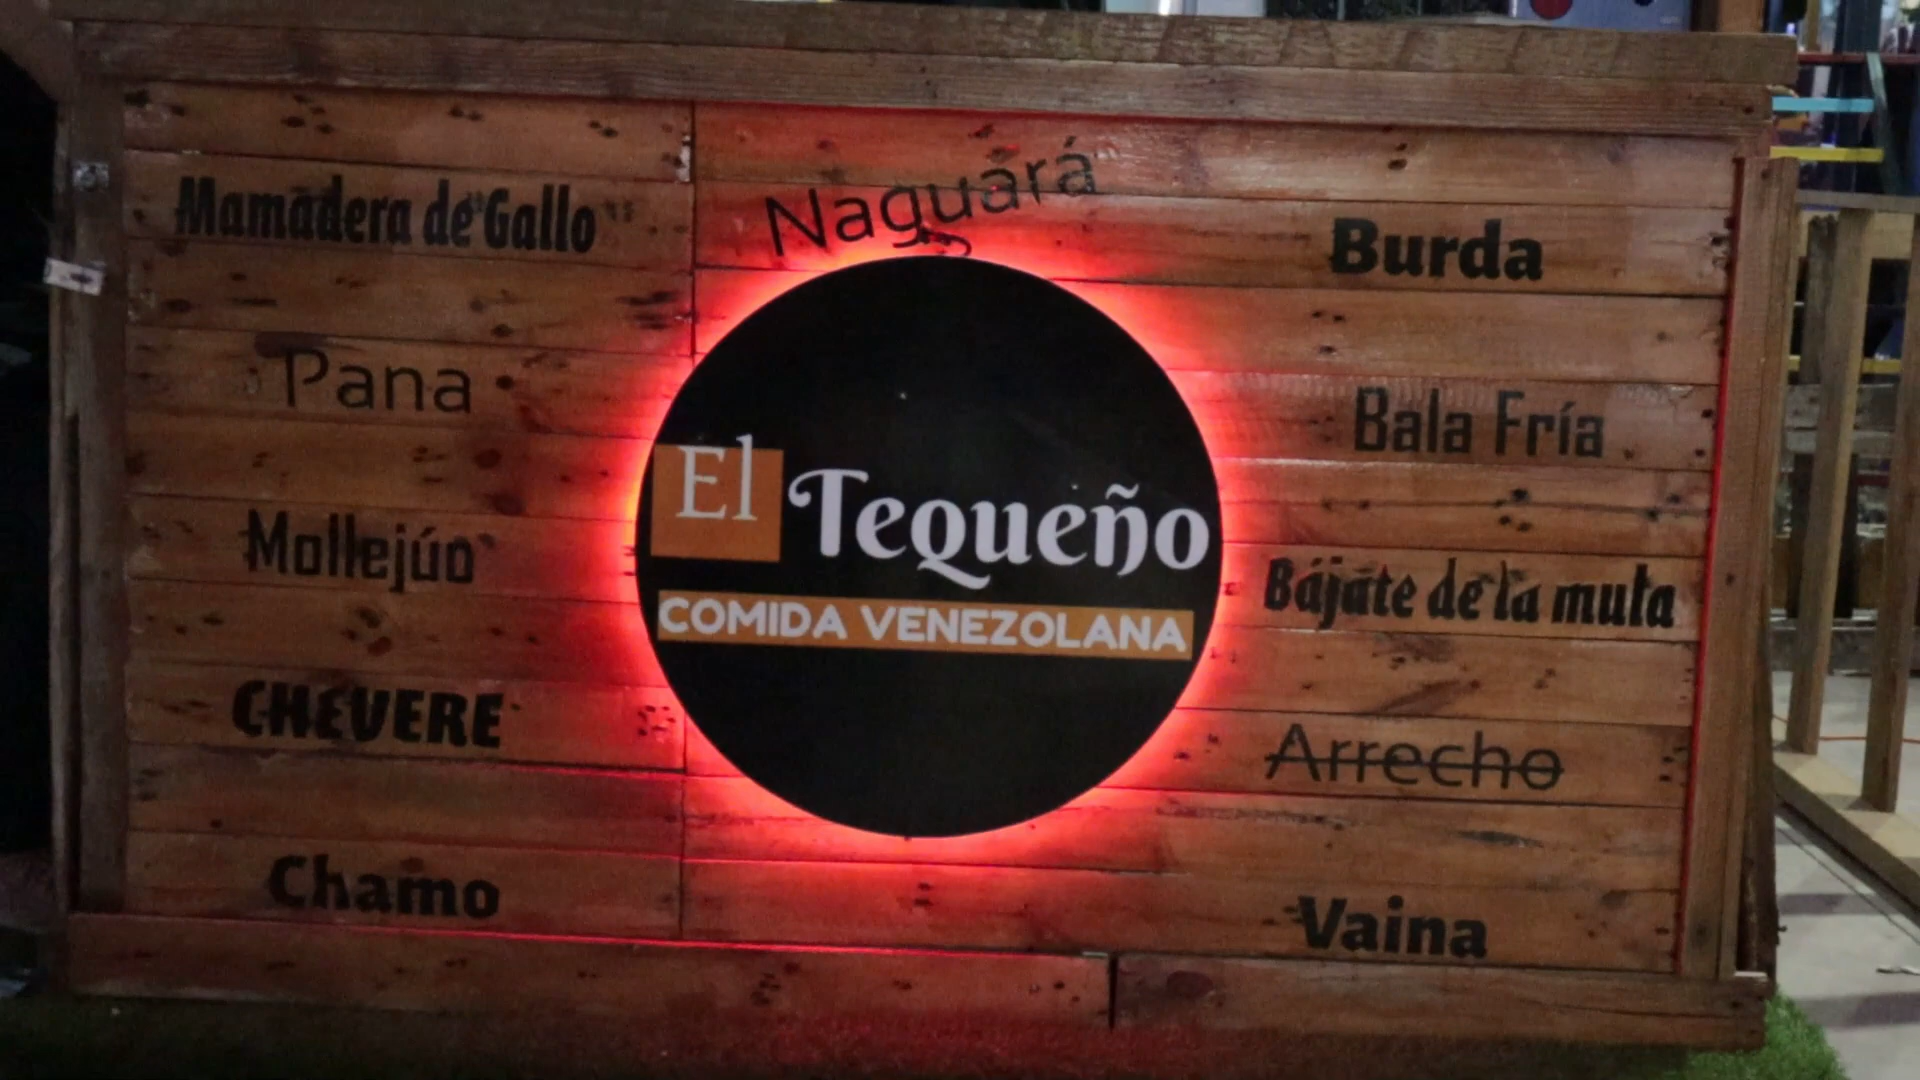 Mamadera de Gallo
Naguará
Burda
Pana
Bala Fría
El Tequeño
COMIDA VENEZOLANA
Mollejúo
Bájate de la mula
CHEVERE
Arrecho
Chamo
Vaina